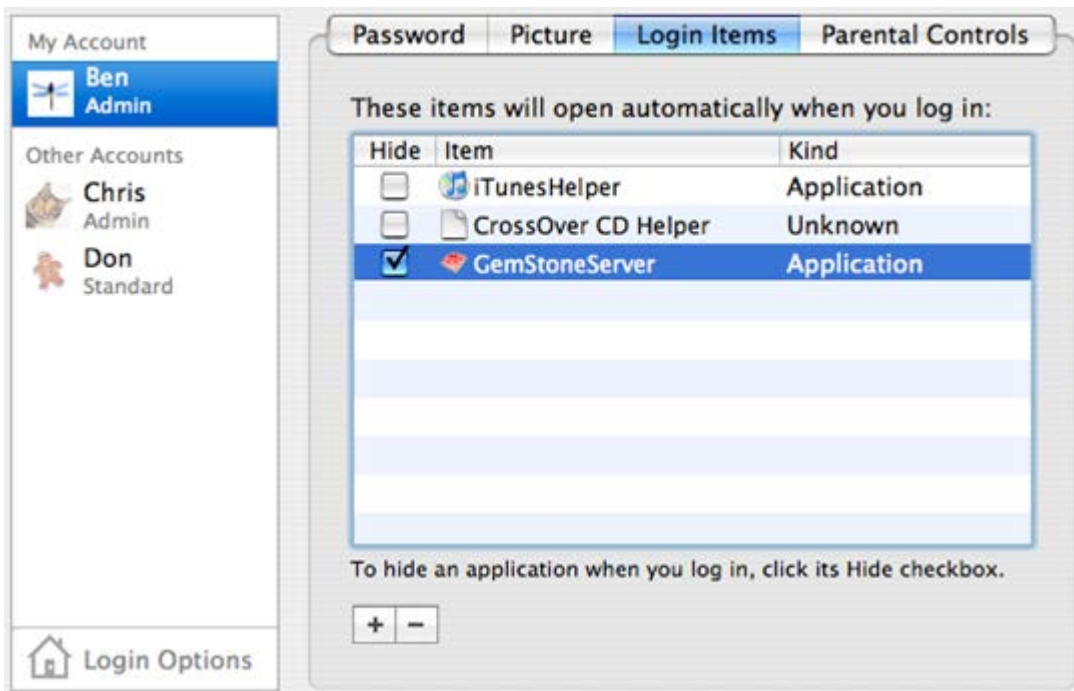 My Account
Ben
Admin
Other Accounts
Chris
Admin
Don
Standard
Login Options
Password Picture Login Items Parental Controls
These items will open automatically when you log in:
Hide Item Kind
iTunesHelper Application
CrossOver CD Helper Unknown
GemStoneServer Application
To hide an application when you log in, click its Hide checkbox.
+ −